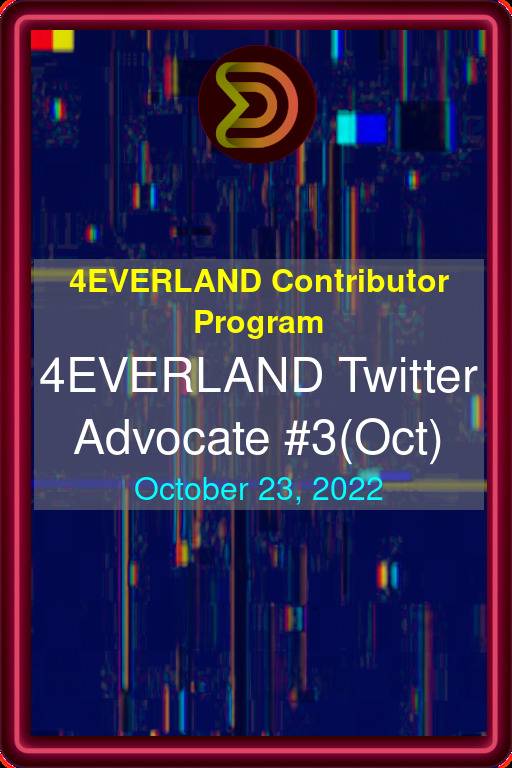 4EVERLAND Contributor
Program
4EVERLAND Twitter
Advocate #3(Oct)
October 23, 2022